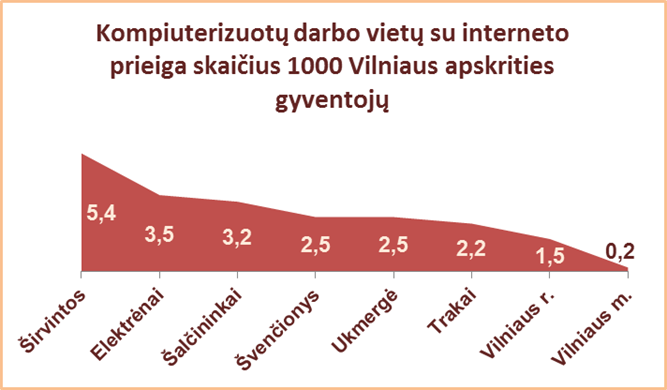 Kompiuterizuotų darbo vietų su interneto
prieiga skaičius 1000 Vilniaus apskrities
gyventojų
5,4
3,5
3,2
2,5
2,5
2,2
1,5
0,2
Širvintos
Elektrėnai
Šalčininkai
Švenčionys
Ukmergė
Trakai
Vilniaus r.
Vilniaus m.